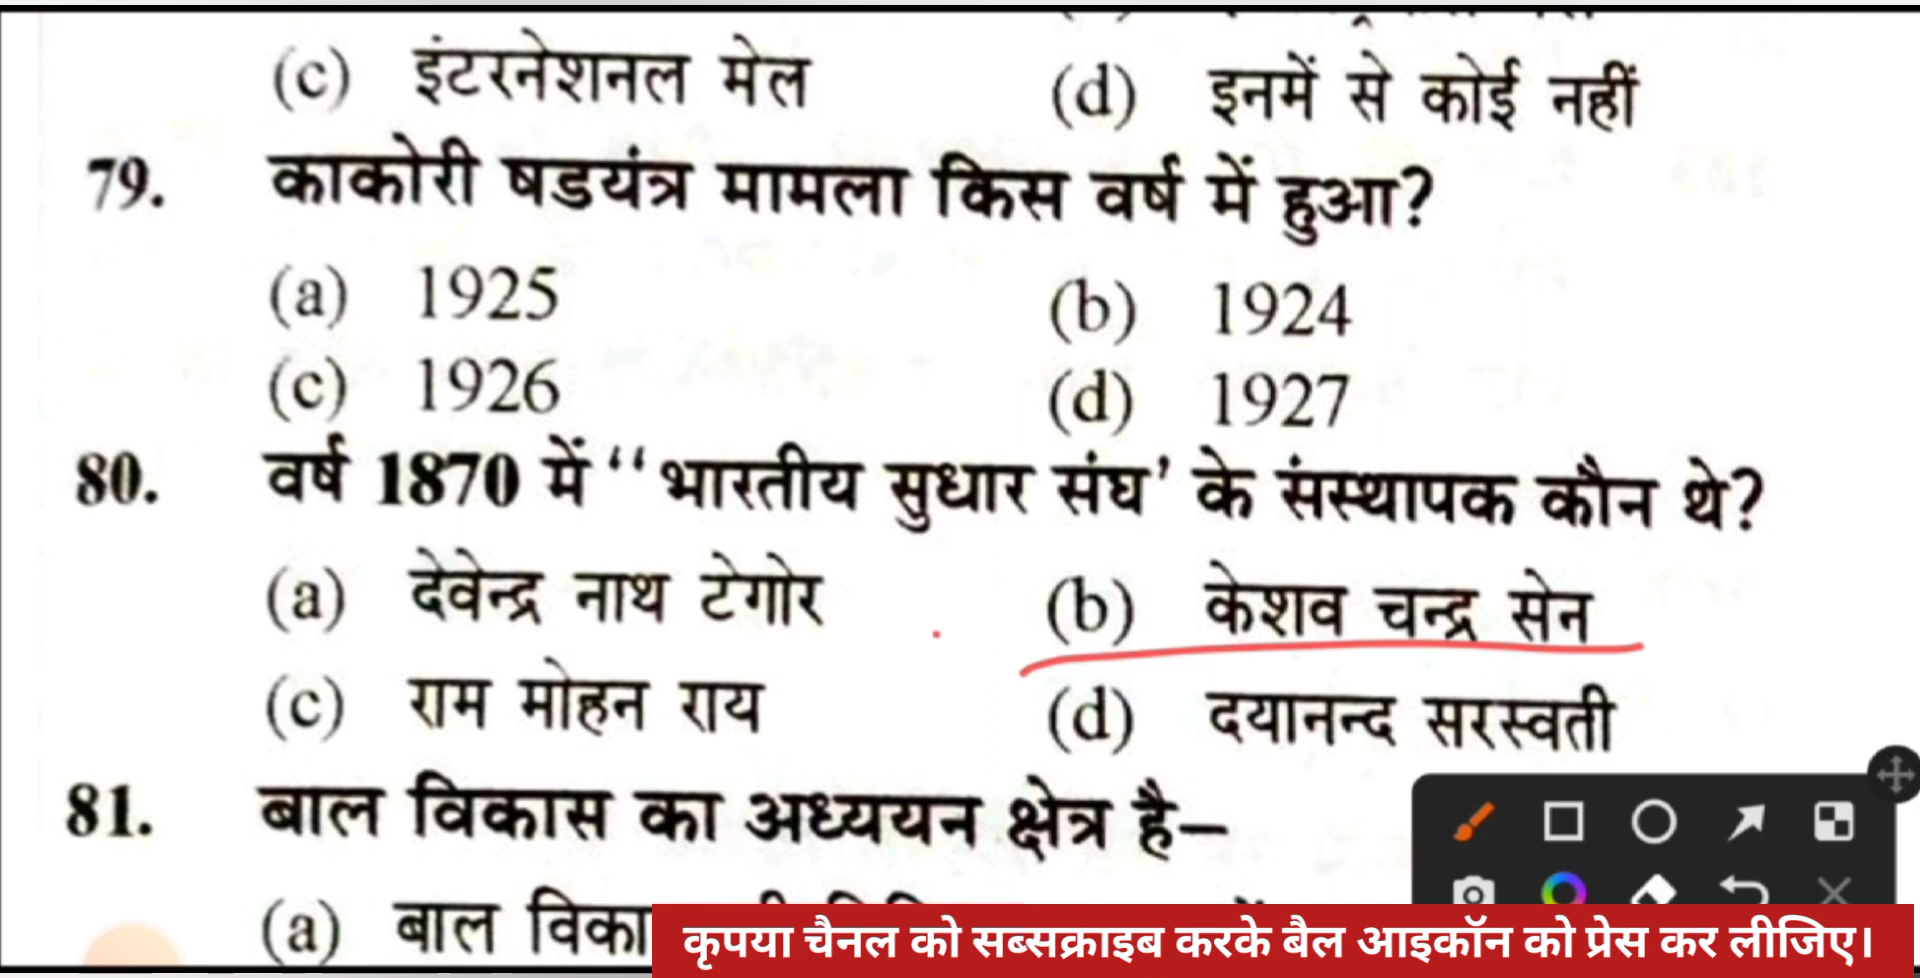 (c) इंटरनेशनल मेल (d) इनमें से कोई नहीं
79. काकोरी षडयंत्र मामला किस वर्ष में हुआ?
(a) 1925 (b) 1924
(c) 1926 (d) 1927
80. वर्ष 1870 में ‘‘भारतीय सुधार संघ’ के संस्थापक कौन थे?
(a) देवेन्द्र नाथ टेगोर (b) केशव चन्द्र सेन
(c) राम मोहन राय (d) दयानन्द सरस्वती
81. बाल विकास का अध्ययन क्षेत्र है–
(a) बाल विका
कृपया चैनल को सब्सक्राइब करके बैल आइकॉन को प्रेस कर लीजिए।